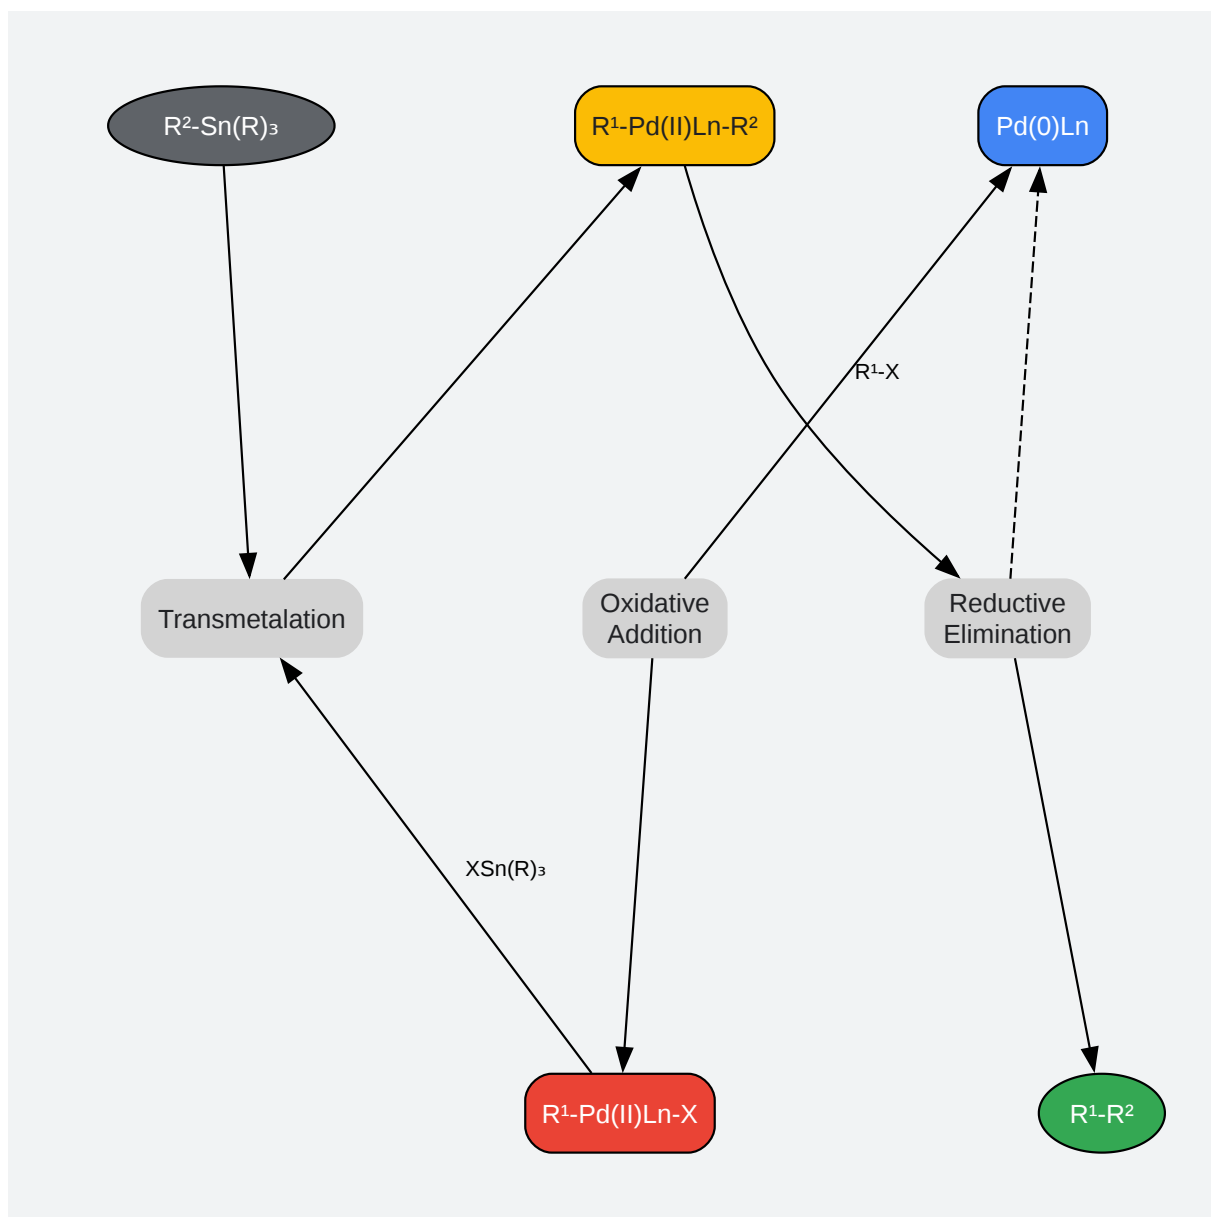 R²-Sn(R)₃
R¹-Pd(II)Ln-R²
Pd(0)Ln
R¹-X
Transmetalation
Oxidative
Addition
Reductive
Elimination
XSn(R)₃
R¹-Pd(II)Ln-X
R¹-R²